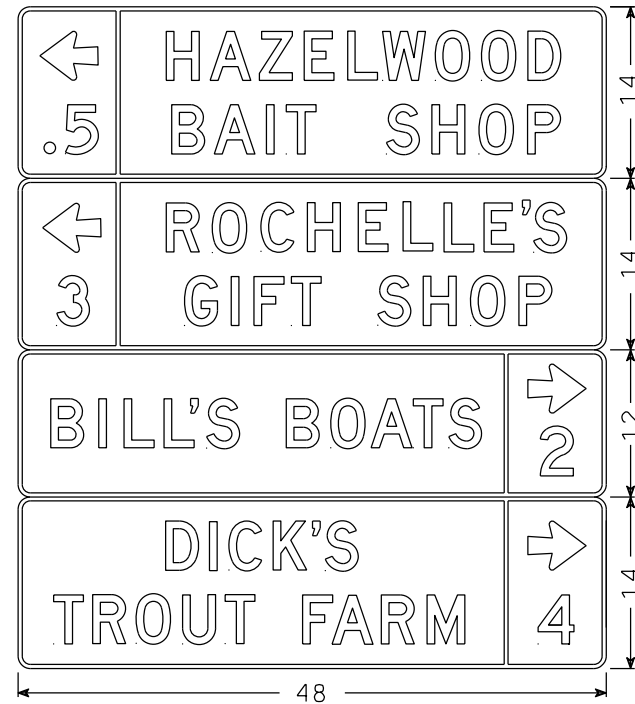 HAZELWOOD
.5 BAIT SHOP
14
ROCHELLE'S
3 GIFT SHOP
14
BILL'S BOATS
2
12
DICK'S
TROUT FARM 4
14
48